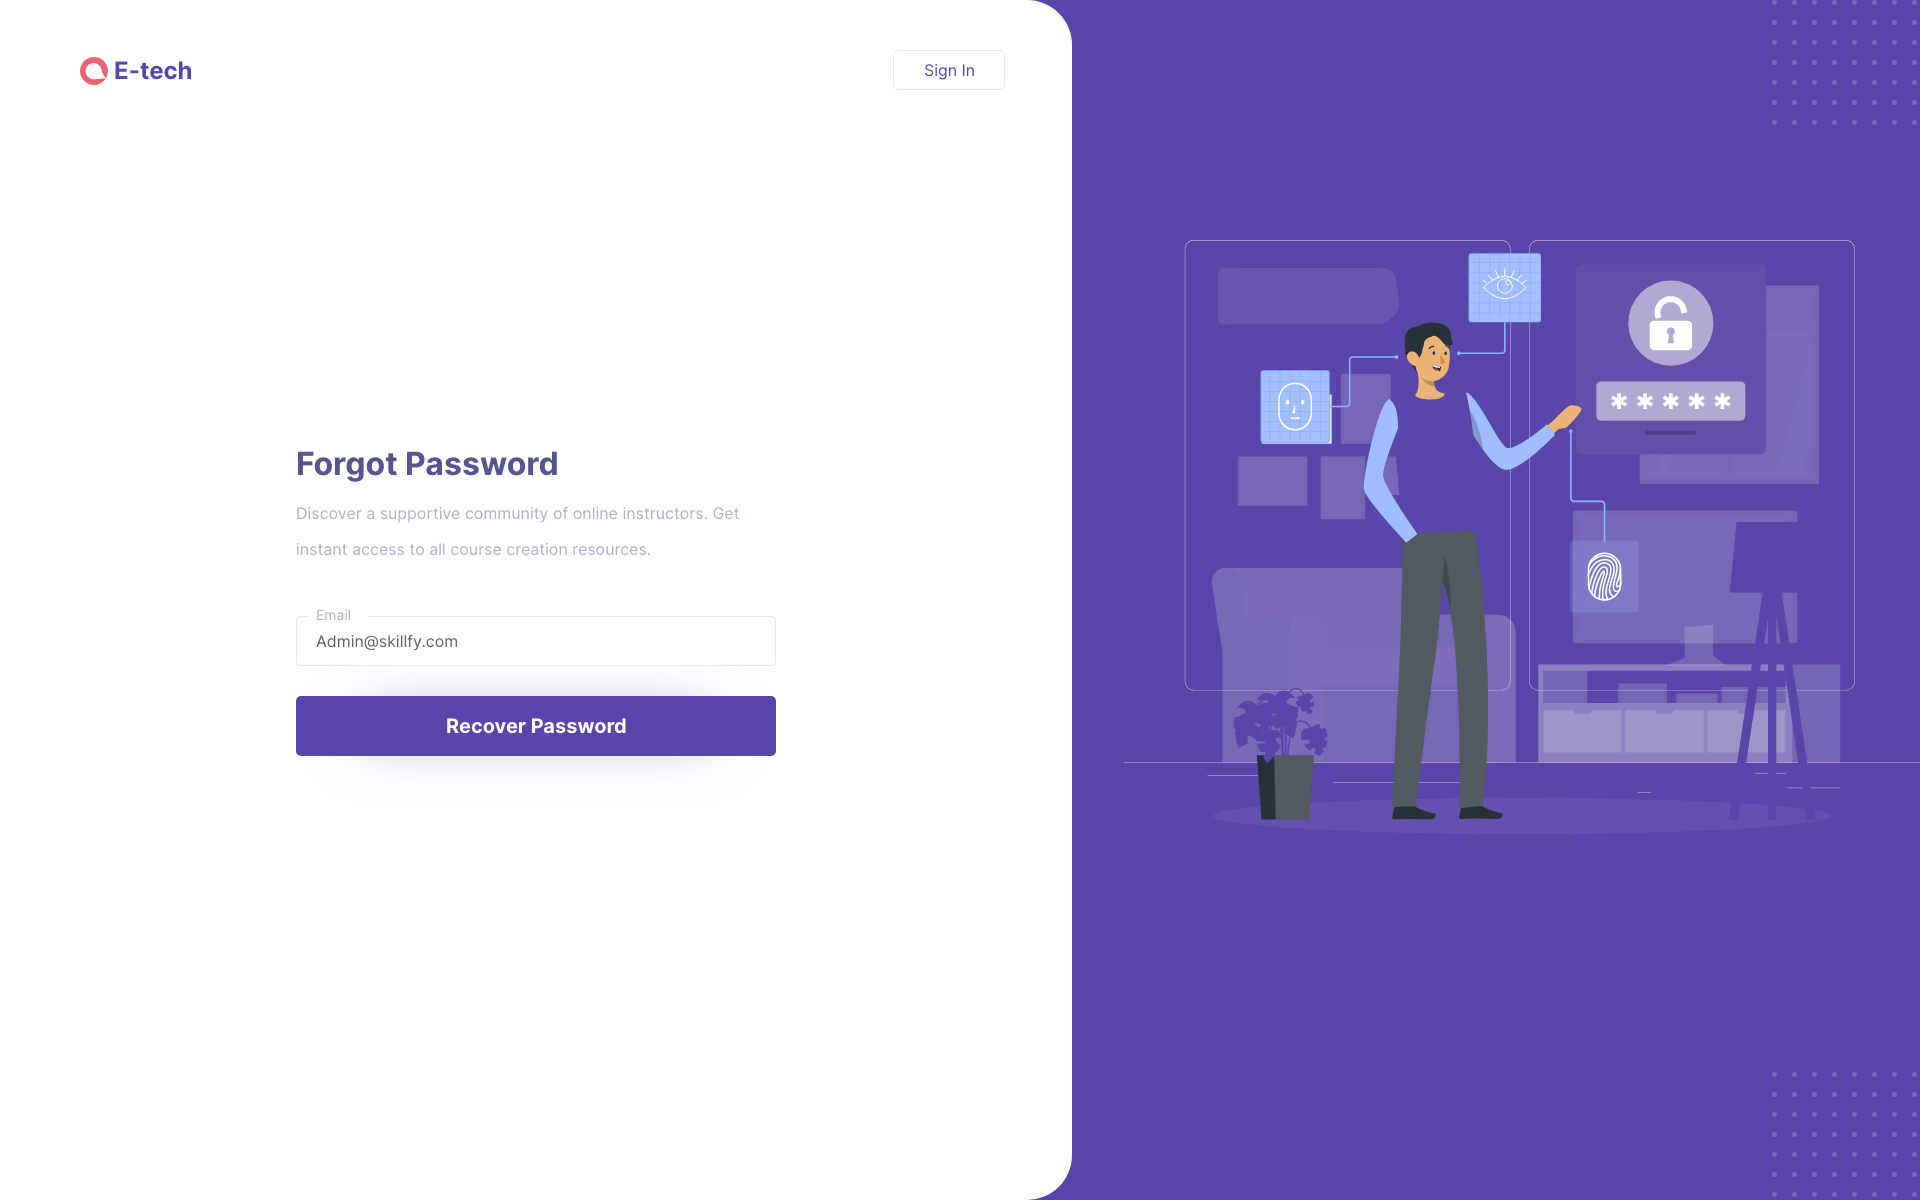 E-tech
Sign In
Forgot Password
Discover a supportive community of online instructors. Get
instant access to all course creation resources.
Email
Admin@skillfy.com
Recover Password
*****